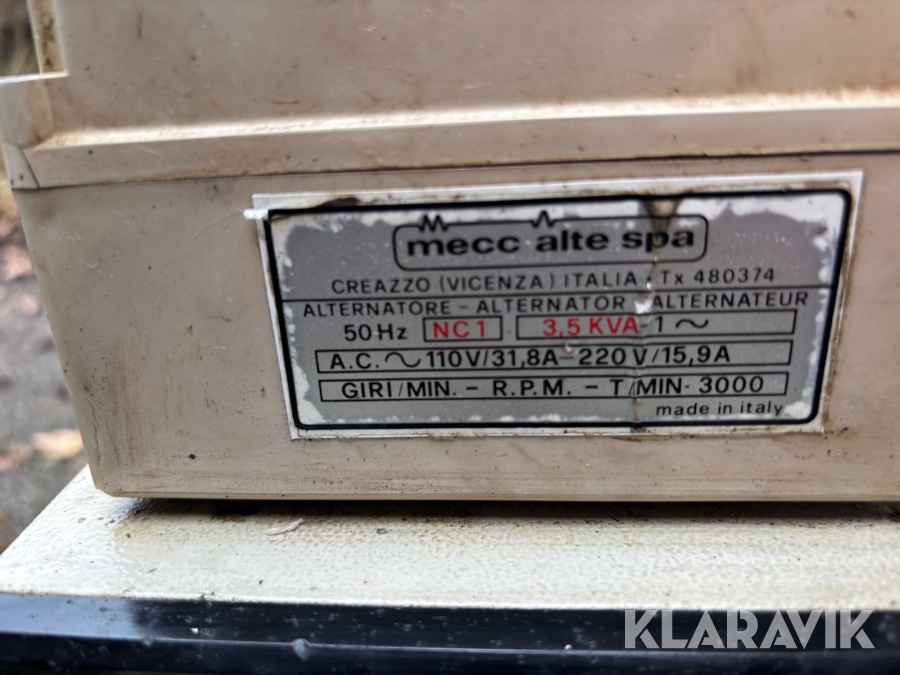 mecc alte spa
CREAZZO (VICENZA) ITALIA - Tx 480374
ALTERNATORE - ALTERNATOR - ALTERNATEUR
50 Hz NC1 3,5 KVA-1 ~
A.C. ~ 110V/31,8A-220V/15,9A
GIRI/MIN. - R.P.M. - T/MIN- 3000
made in italy
KLARAVIK